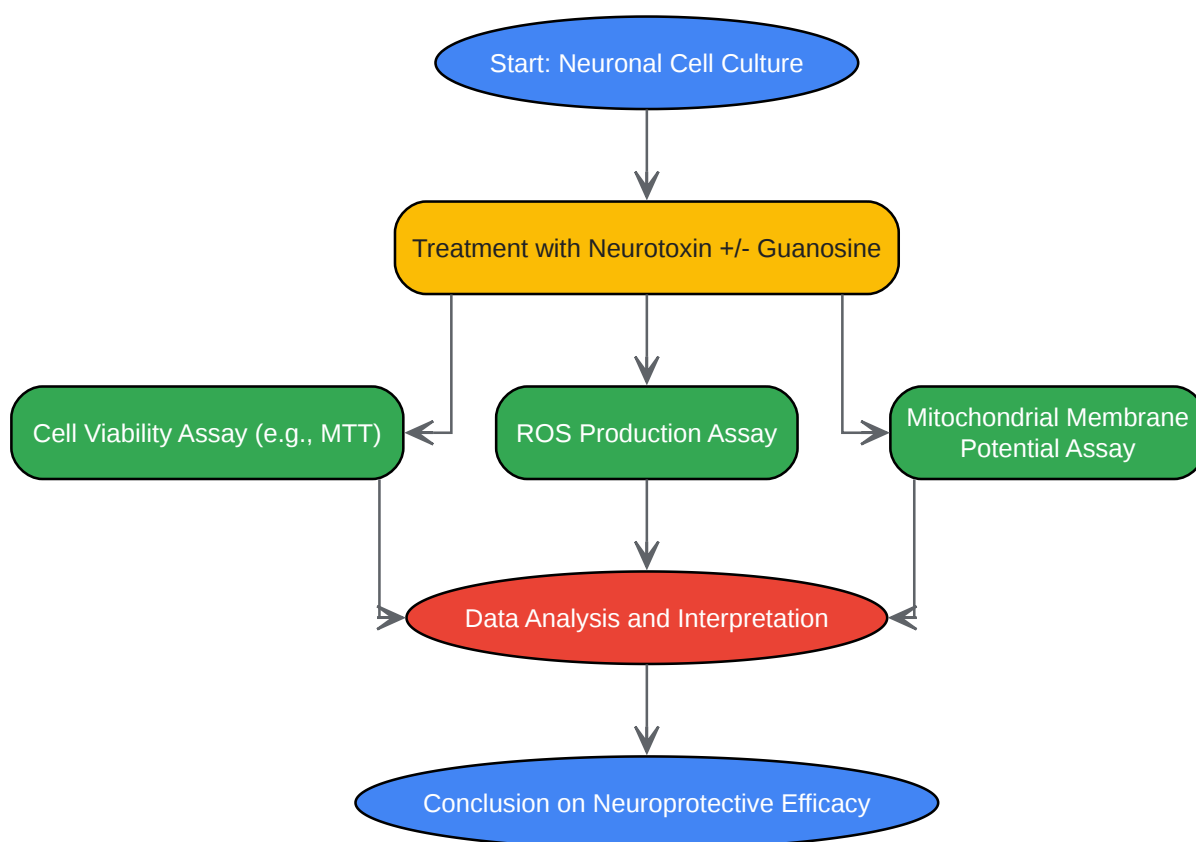 Start: Neuronal Cell Culture
Treatment with Neurotoxin +/- Guanosine
Cell Viability Assay (e.g., MTT)
ROS Production Assay
Mitochondrial Membrane
Potential Assay
Data Analysis and Interpretation
Conclusion on Neuroprotective Efficacy